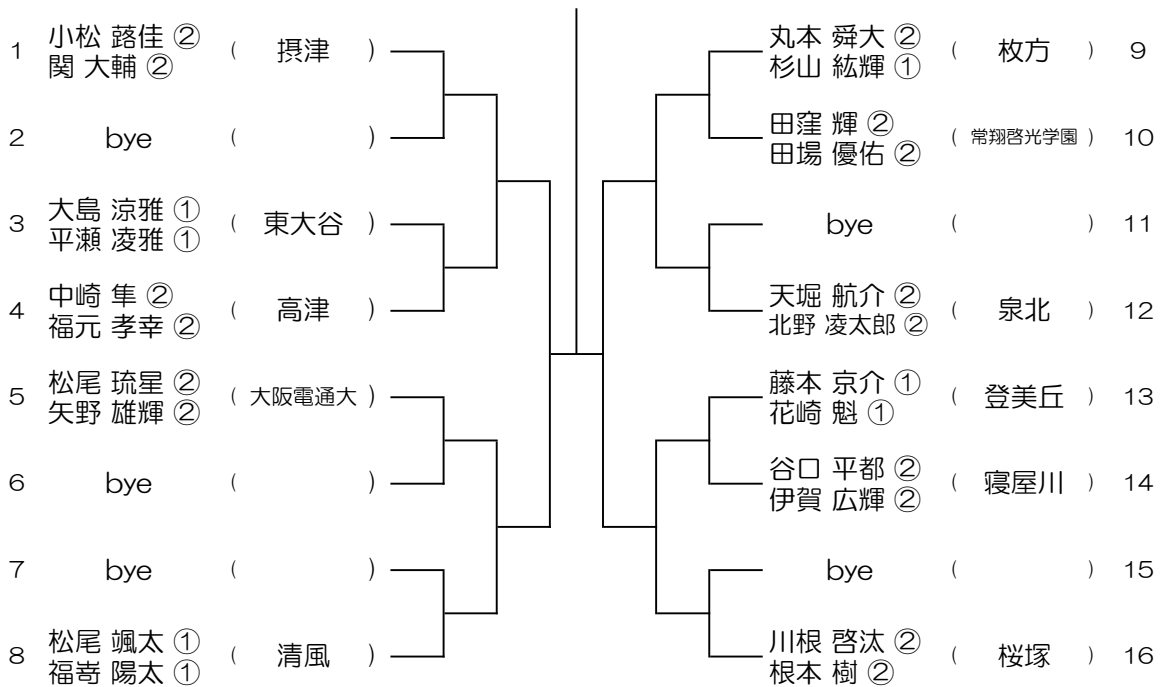 1 小松 蕗佳 ② ( 摂津 )
関 大輔 ②
2 bye ( )
3 大島 涼雅 ① ( 東大谷 )
平瀬 凌雅 ①
4 中崎 隼 ② ( 高津 )
福元 孝幸 ②
5 松尾 琉星 ② ( 大阪電通大 )
矢野 雄輝 ②
6 bye ( )
7 bye ( )
8 松尾 颯太 ① ( 清風 )
福嵜 陽太 ①
丸本 舜大 ② ( 枚方 ) 9
杉山 紘輝 ①
田窪 輝 ② ( 常翔啓光学園 ) 10
田場 優佑 ②
bye ( ) 11
天堀 航介 ② ( 泉北 ) 12
北野 凌太郎 ②
藤本 京介 ① ( 登美丘 ) 13
花崎 魁 ①
谷口 平都 ② ( 寝屋川 ) 14
伊賀 広輝 ②
bye ( ) 15
川根 啓汰 ② ( 桜塚 ) 16
根本 樹 ②